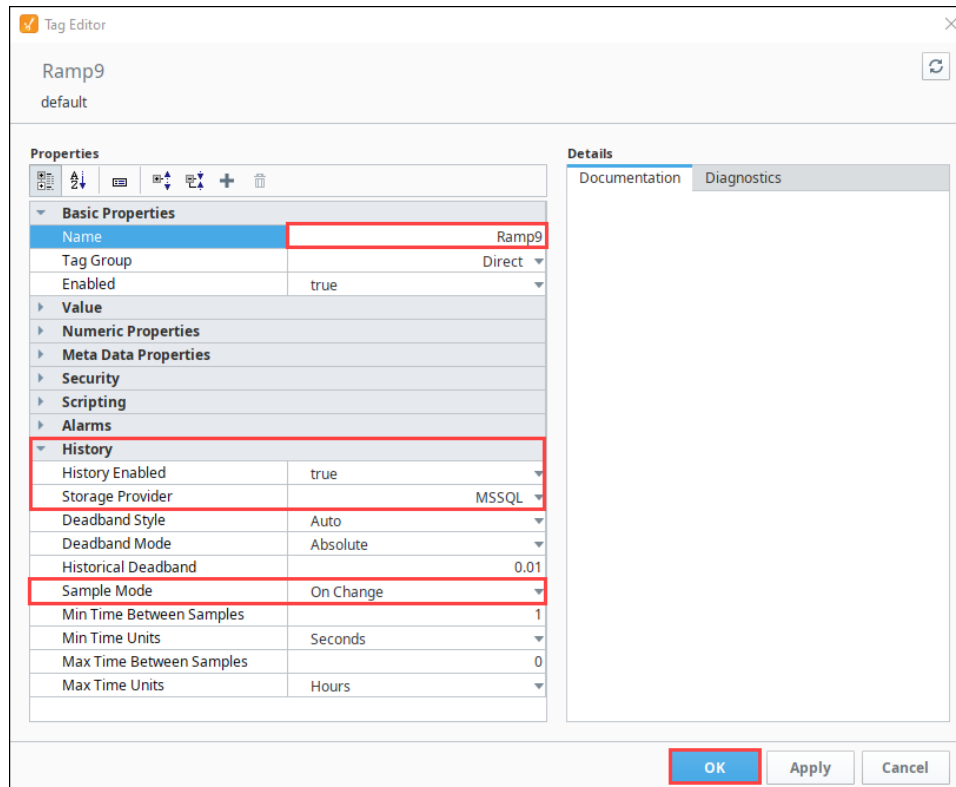 Tag Editor
Ramp9
default
Properties
Details
Documentation Diagnostics
Basic Properties
Name Ramp9
Tag Group Direct
Enabled true
Value
Numeric Properties
Meta Data Properties
Security
Scripting
Alarms
History
History Enabled true
Storage Provider MSSQL
Deadband Style Auto
Deadband Mode Absolute
Historical Deadband 0.01
Sample Mode On Change
Min Time Between Samples 1
Min Time Units Seconds
Max Time Between Samples 0
Max Time Units Hours
OK Apply Cancel